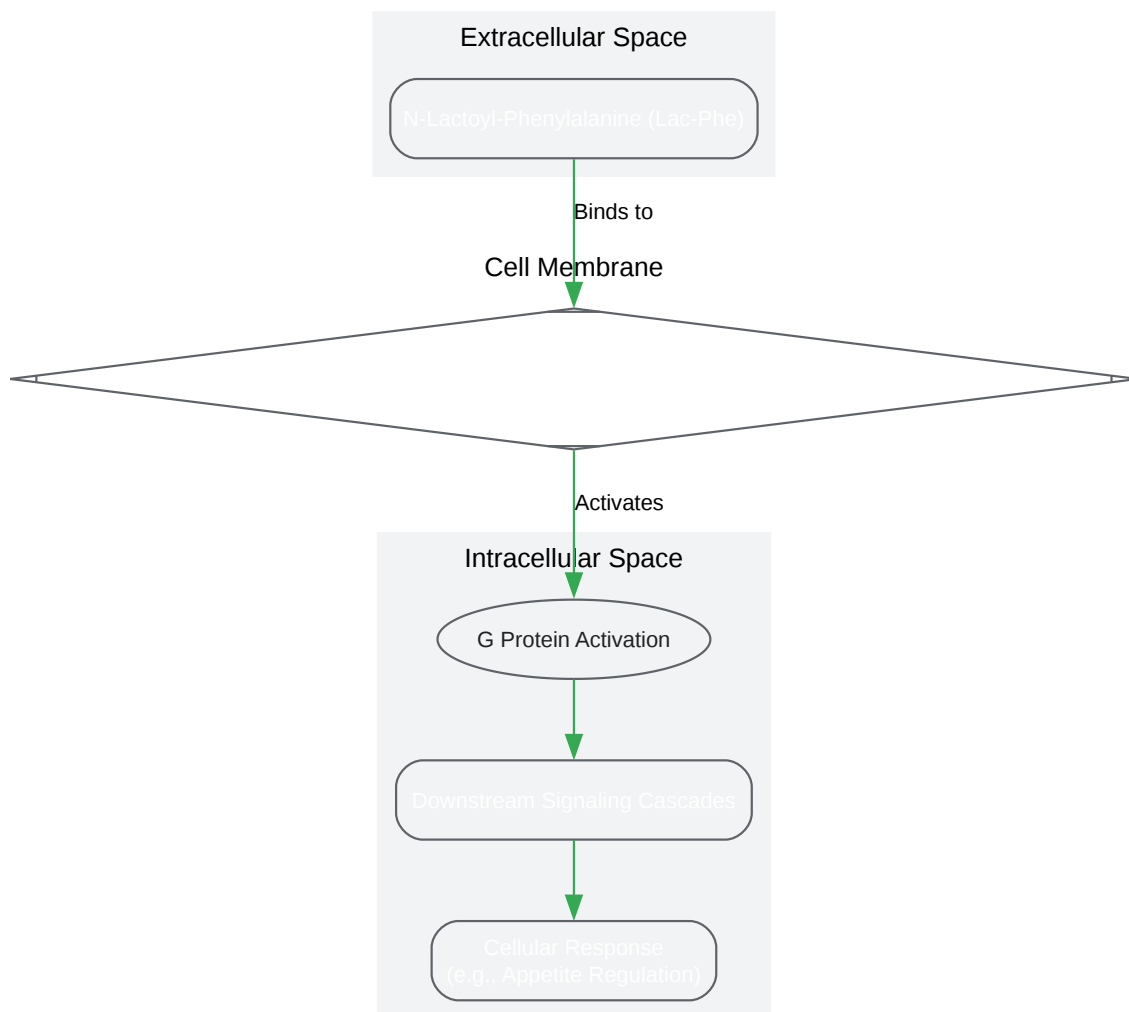 Extracellular Space
N-Lactoyl-Phenylalanine (Lac-Phe)
Binds to
Cell Membrane
Activates
Intracellular Space
G Protein Activation
Downstream Signaling Cascades
Cellular Response
(e.g., Appetite Regulation)